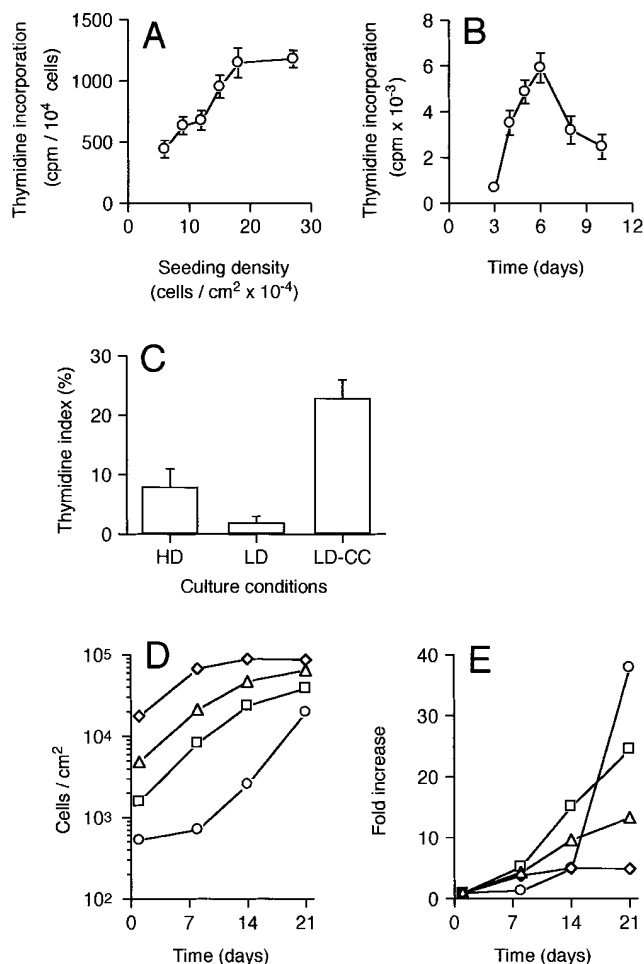 A
Thymidine incorporation
(cpm / 10⁴ cells)
1500
1000
500
0
0 10 20 30
Seeding density
(cells / cm² x 10⁻⁴)
B
Thymidine incorporation
(cpm x 10⁻³)
8
6
4
2
0
0 3 6 9 12
Time (days)
C
Thymidine index (%)
30
20
10
0
HD LD LD-CC
Culture conditions
D
Cells / cm²
10⁵
10⁴
10³
10²
0 7 14 21
Time (days)
E
Fold increase
40
30
20
10
0
0 7 14 21
Time (days)